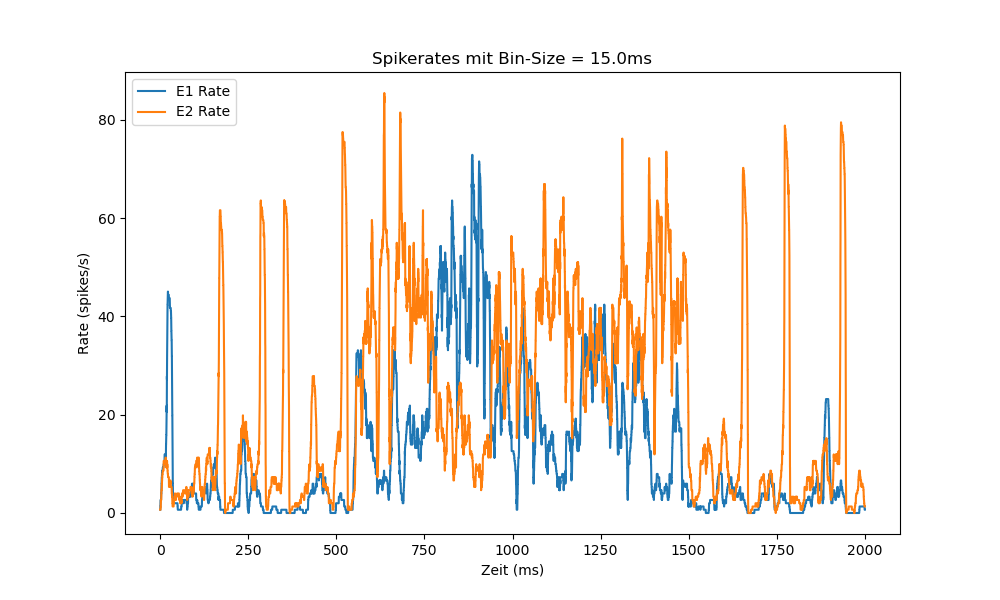 Spikerates mit Bin-Size = 15.0ms
E1 Rate
E2 Rate
80
60
40
20
0
Rate (spikes/s)
0 250 500 750 1000 1250 1500 1750 2000
Zeit (ms)